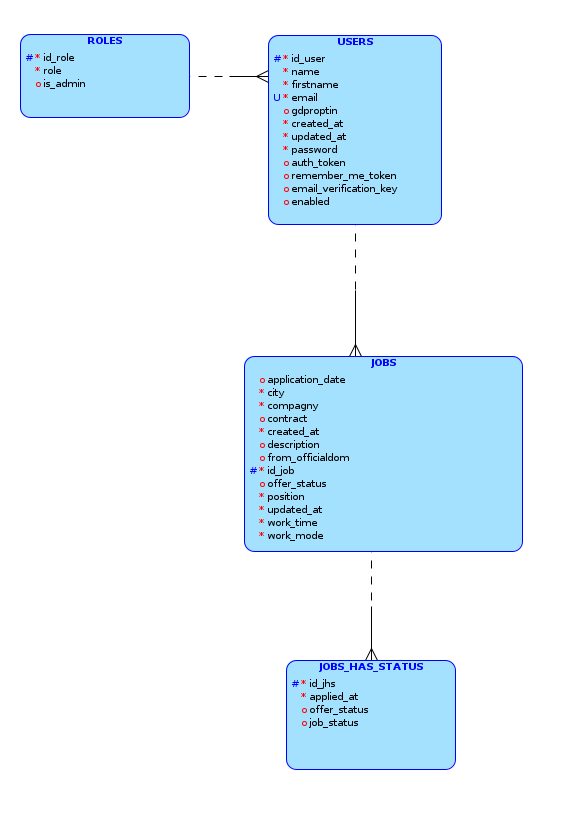 ROLES
# * id_role
* role
o is_admin
USERS
# * id_user
* name
* firstname
U * email
o gdproptin
* created_at
* updated_at
* password
o auth_token
o remember_me_token
o email_verification_key
o enabled
JOBS
o application_date
* city
* compagny
o contract
* created_at
o description
o from_officialdom
# * id_job
o offer_status
* position
* updated_at
* work_time
* work_mode
JOBS_HAS_STATUS
# * id_jhs
* applied_at
o offer_status
o job_status